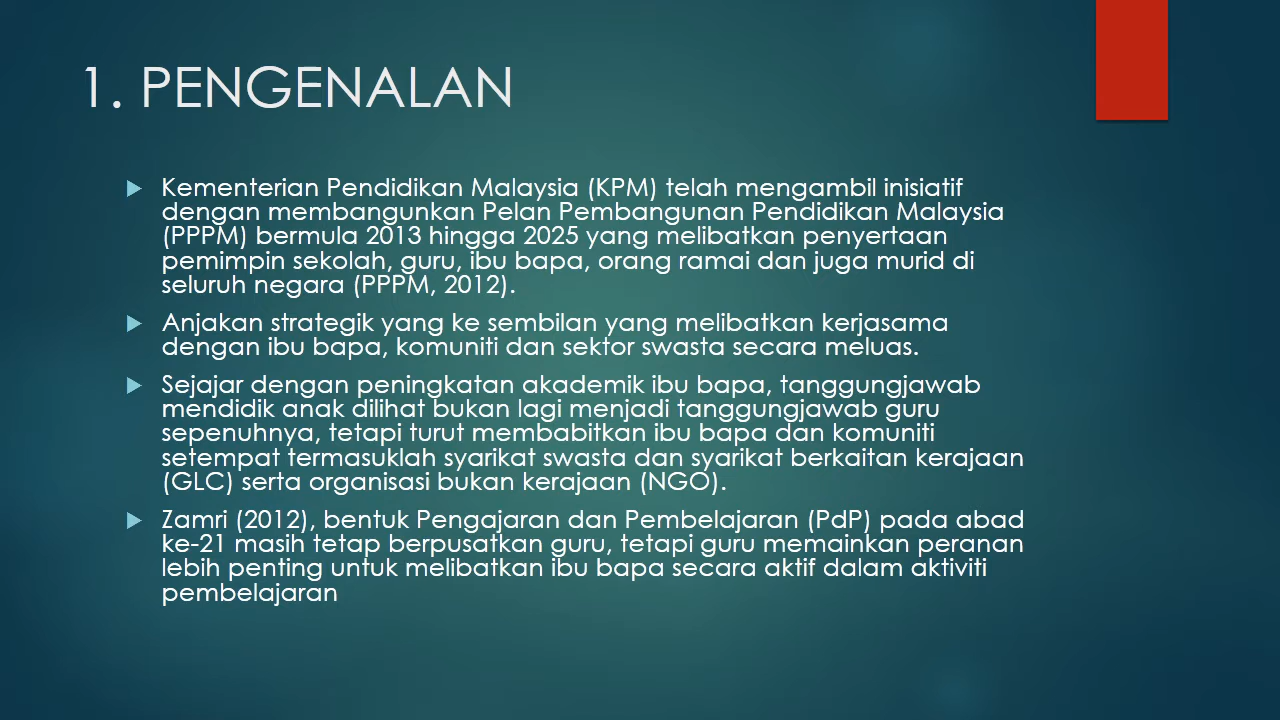 1. PENGENALAN
Kementerian Pendidikan Malaysia (KPM) telah mengambil inisiatif
dengan membangunkan Pelan Pembangunan Pendidikan Malaysia
(PPPM) bermula 2013 hingga 2025 yang melibatkan penyertaan
pemimpin sekolah, guru, ibu bapa, orang ramai dan juga murid di
seluruh negara (PPPM, 2012).
Anjakan strategik yang ke sembilan yang melibatkan kerjasama
dengan ibu bapa, komuniti dan sektor swasta secara meluas.
Sejajar dengan peningkatan akademik ibu bapa, tanggungjawab
mendidik anak dilihat bukan lagi menjadi tanggungjawab guru
sepenuhnya, tetapi turut membabitkan ibu bapa dan komuniti
setempat termasuklah syarikat swasta dan syarikat berkaitan kerajaan
(GLC) serta organisasi bukan kerajaan (NGO).
Zamri (2012), bentuk Pengajaran dan Pembelajaran (PdP) pada abad
ke-21 masih tetap berpusatkan guru, tetapi guru memainkan peranan
lebih penting untuk melibatkan ibu bapa secara aktif dalam aktiviti
pembelajaran